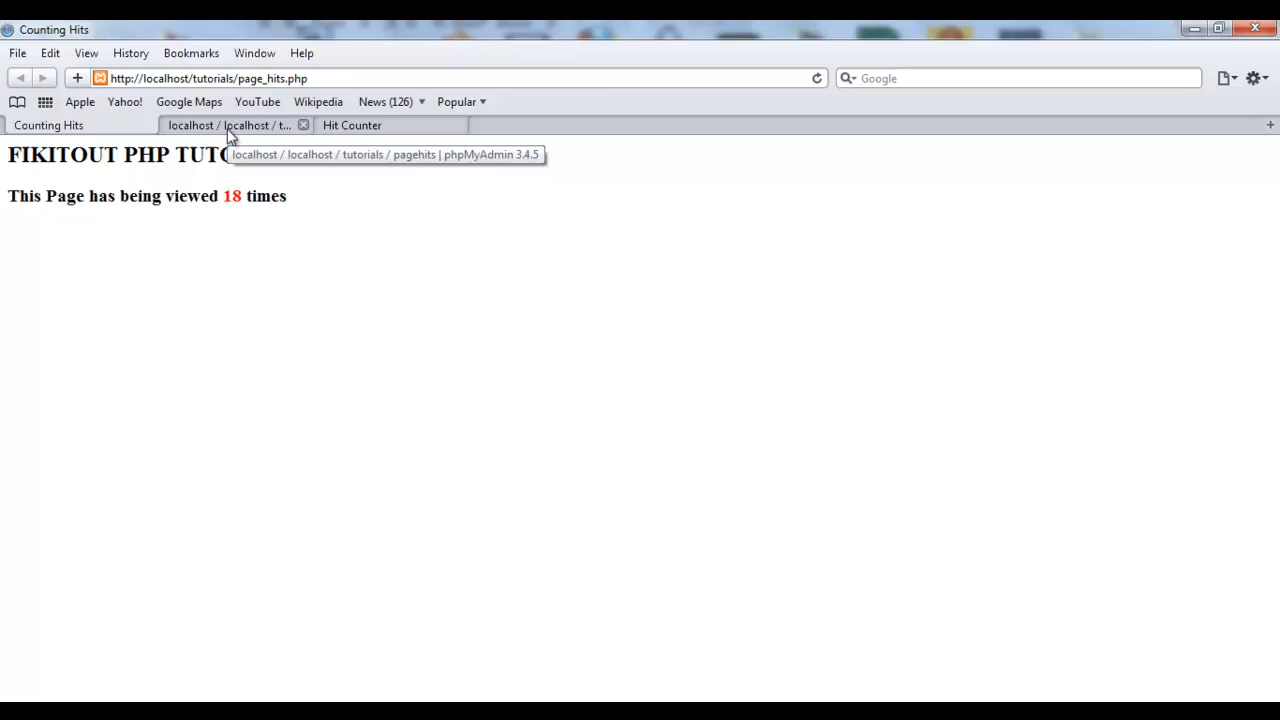 Counting Hits
File Edit View History Bookmarks Window Help
http://localhost/tutorials/page_hits.php
Google
Apple Yahoo! Google Maps YouTube Wikipedia News (126) Popular
Counting Hits localhost / localhost / t... Hit Counter
FIKITOUT PHP TUTO
localhost / localhost / tutorials / pagehits | phpMyAdmin 3.4.5
This Page has being viewed 18 times